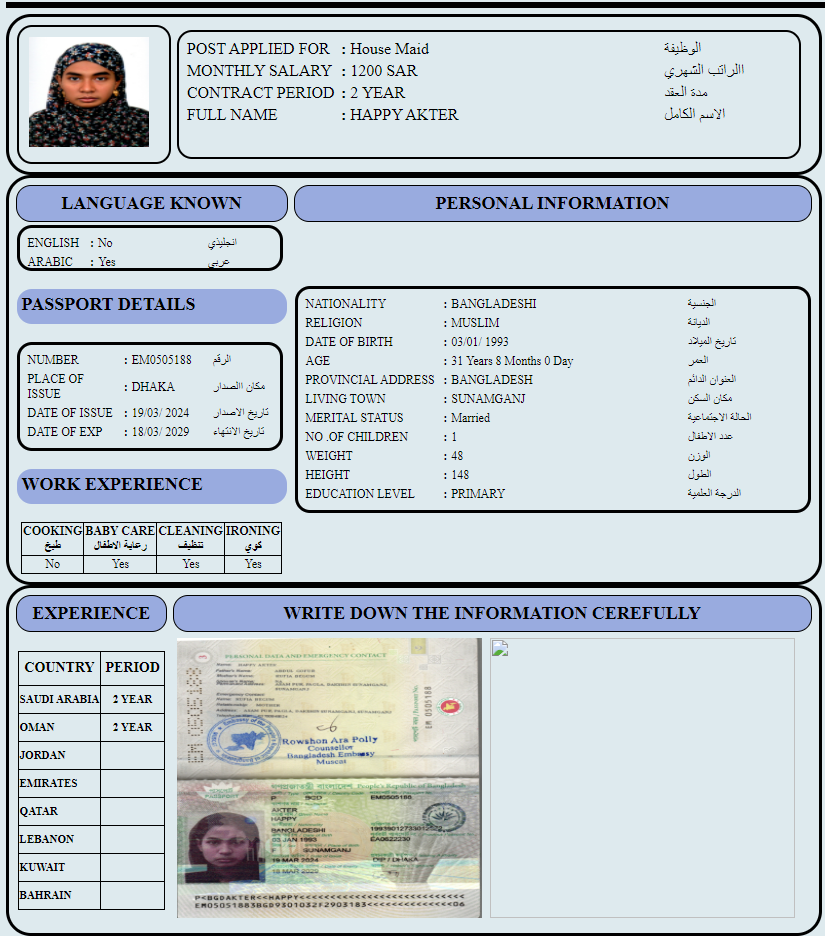 POST APPLIED FOR : House Maid الوظيفة
MONTHLY SALARY : 1200 SAR االراتب الشهري
CONTRACT PERIOD : 2 YEAR مدة العقد
FULL NAME : HAPPY AKTER الاسم الكامل
LANGUAGE KNOWN
ENGLISH : No انجليذي
ARABIC : Yes عربي
PASSPORT DETAILS
NUMBER : EM0505188 الرقم
PLACE OF ISSUE : DHAKA مكان االصدار
DATE OF ISSUE : 19/03/ 2024 تاريخ الاصدار
DATE OF EXP : 18/03/ 2029 تاريخ الانتهاء
WORK EXPERIENCE
COOKING BABY CARE CLEANING IRONING
طبخ رعاية الاطفال تنظيف كوي
No Yes Yes Yes
PERSONAL INFORMATION
NATIONALITY : BANGLADESHI الجنسية
RELIGION : MUSLIM الديانة
DATE OF BIRTH : 03/01/ 1993 تاريخ الميلاد
AGE : 31 Years 8 Months 0 Day العمر
PROVINCIAL ADDRESS : BANGLADESH العنوان الدائم
LIVING TOWN : SUNAMGANJ مكان السكن
MERITAL STATUS : Married الحالة الاجتماعية
NO .OF CHILDREN : 1 عدد الاطفال
WEIGHT : 48 الوزن
HEIGHT : 148 الطول
EDUCATION LEVEL : PRIMARY الدرجة العلمية
EXPERIENCE
COUNTRY PERIOD
SAUDI ARABIA 2 YEAR
OMAN 2 YEAR
JORDAN
EMIRATES
QATAR
LEBANON
KUWAIT
BAHRAIN
WRITE DOWN THE INFORMATION CEREFULLY
PERSONAL DATA AND EMERGENCY CONTACT
EM 0505188
Rowshon Ara Polly
Counsellor
Bangladesh Embassy
Muscat
People's Republic of Bangladesh
P BGD EM0505188
AKTER
HAPPY
BANGLADESHI
03 JAN 1993 EA0622230
F SUNAMGANJ
19 MAR 2024 DIP / DHAKA
18 MAR 2029